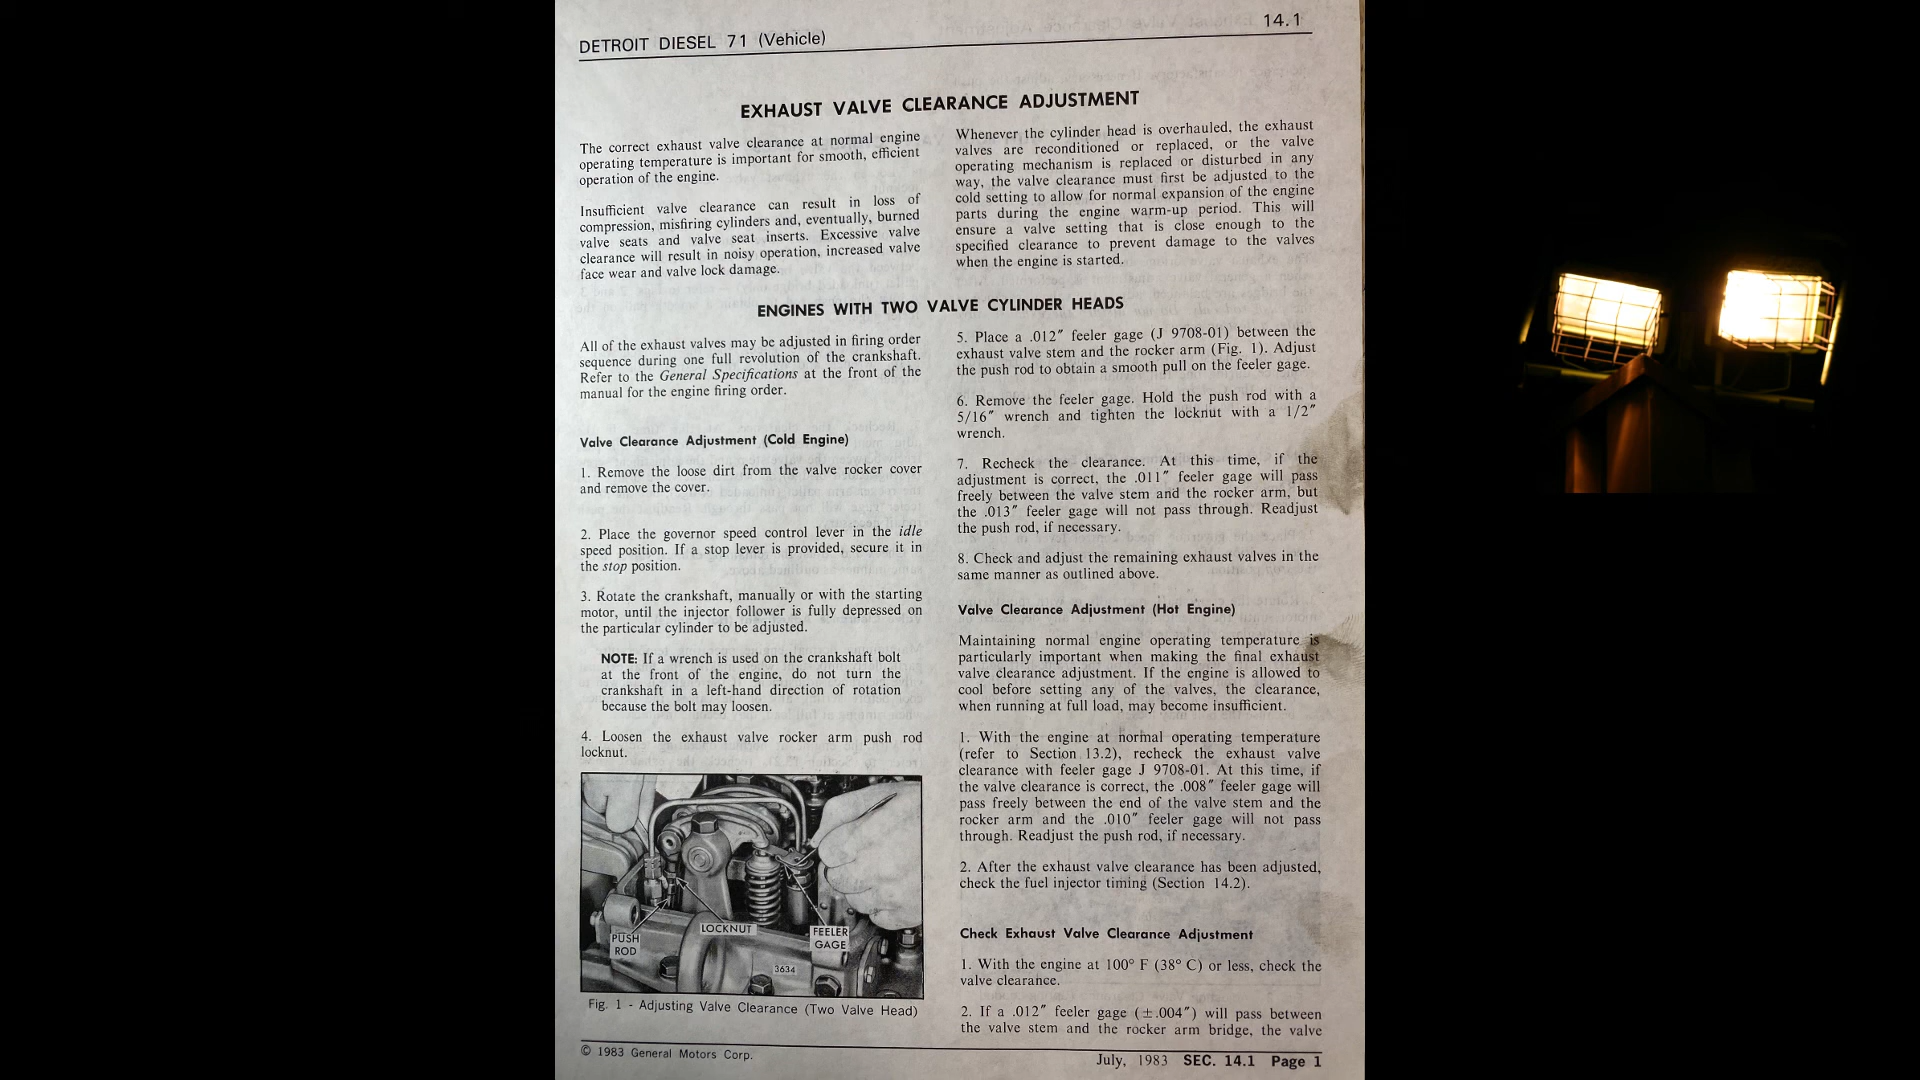 DETROIT DIESEL 71 (Vehicle)
14.1
EXHAUST VALVE CLEARANCE ADJUSTMENT
The correct exhaust valve clearance at normal engine
operating temperature is important for smooth, efficient
operation of the engine.
Insufficient valve clearance can result in loss of
compression, misfiring cylinders and, eventually, burned
valve seats and valve seat inserts. Excessive valve
clearance will result in noisy operation, increased valve
face wear and valve lock damage.
Whenever the cylinder head is overhauled, the exhaust
valves are reconditioned or replaced, or the valve
operating mechanism is replaced or disturbed in any
way, the valve clearance must first be adjusted to the
cold setting to allow for normal expansion of the engine
parts during the engine warm-up period. This will
ensure a valve setting that is close enough to the
specified clearance to prevent damage to the valves
when the engine is started.
ENGINES WITH TWO VALVE CYLINDER HEADS
All of the exhaust valves may be adjusted in firing order
sequence during one full revolution of the crankshaft.
Refer to the General Specifications at the front of the
manual for the engine firing order.
Valve Clearance Adjustment (Cold Engine)
1. Remove the loose dirt from the valve rocker cover
and remove the cover.
2. Place the governor speed control lever in the idle
speed position. If a stop lever is provided, secure it in
the stop position.
3. Rotate the crankshaft, manually or with the starting
motor, until the injector follower is fully depressed on
the particular cylinder to be adjusted.
NOTE: If a wrench is used on the crankshaft bolt
at the front of the engine, do not turn the
crankshaft in a left-hand direction of rotation
because the bolt may loosen.
4. Loosen the exhaust valve rocker arm push rod
locknut.
PUSH
ROD
LOCKNUT
FEELER
GAGE
3634
Fig. 1 - Adjusting Valve Clearance (Two Valve Head)
5. Place a .012″ feeler gage (J 9708-01) between the
exhaust valve stem and the rocker arm (Fig. 1). Adjust
the push rod to obtain a smooth pull on the feeler gage.
6. Remove the feeler gage. Hold the push rod with a
5/16″ wrench and tighten the locknut with a 1/2″
wrench.
7. Recheck the clearance. At this time, if the
adjustment is correct, the .011″ feeler gage will pass
freely between the valve stem and the rocker arm, but
the .013″ feeler gage will not pass through. Readjust
the push rod, if necessary.
8. Check and adjust the remaining exhaust valves in the
same manner as outlined above.
Valve Clearance Adjustment (Hot Engine)
Maintaining normal engine operating temperature is
particularly important when making the final exhaust
valve clearance adjustment. If the engine is allowed to
cool before setting any of the valves, the clearance,
when running at full load, may become insufficient.
1. With the engine at normal operating temperature
(refer to Section 13.2), recheck the exhaust valve
clearance with feeler gage J 9708-01. At this time, if
the valve clearance is correct, the .008″ feeler gage will
pass freely between the end of the valve stem and the
rocker arm and the .010″ feeler gage will not pass
through. Readjust the push rod, if necessary.
2. After the exhaust valve clearance has been adjusted,
check the fuel injector timing (Section 14.2).
Check Exhaust Valve Clearance Adjustment
1. With the engine at 100° F (38° C) or less, check the
valve clearance.
2. If a .012″ feeler gage (±.004″) will pass between
the valve stem and the rocker arm bridge, the valve
© 1983 General Motors Corp.
July, 1983 SEC. 14.1 Page 1